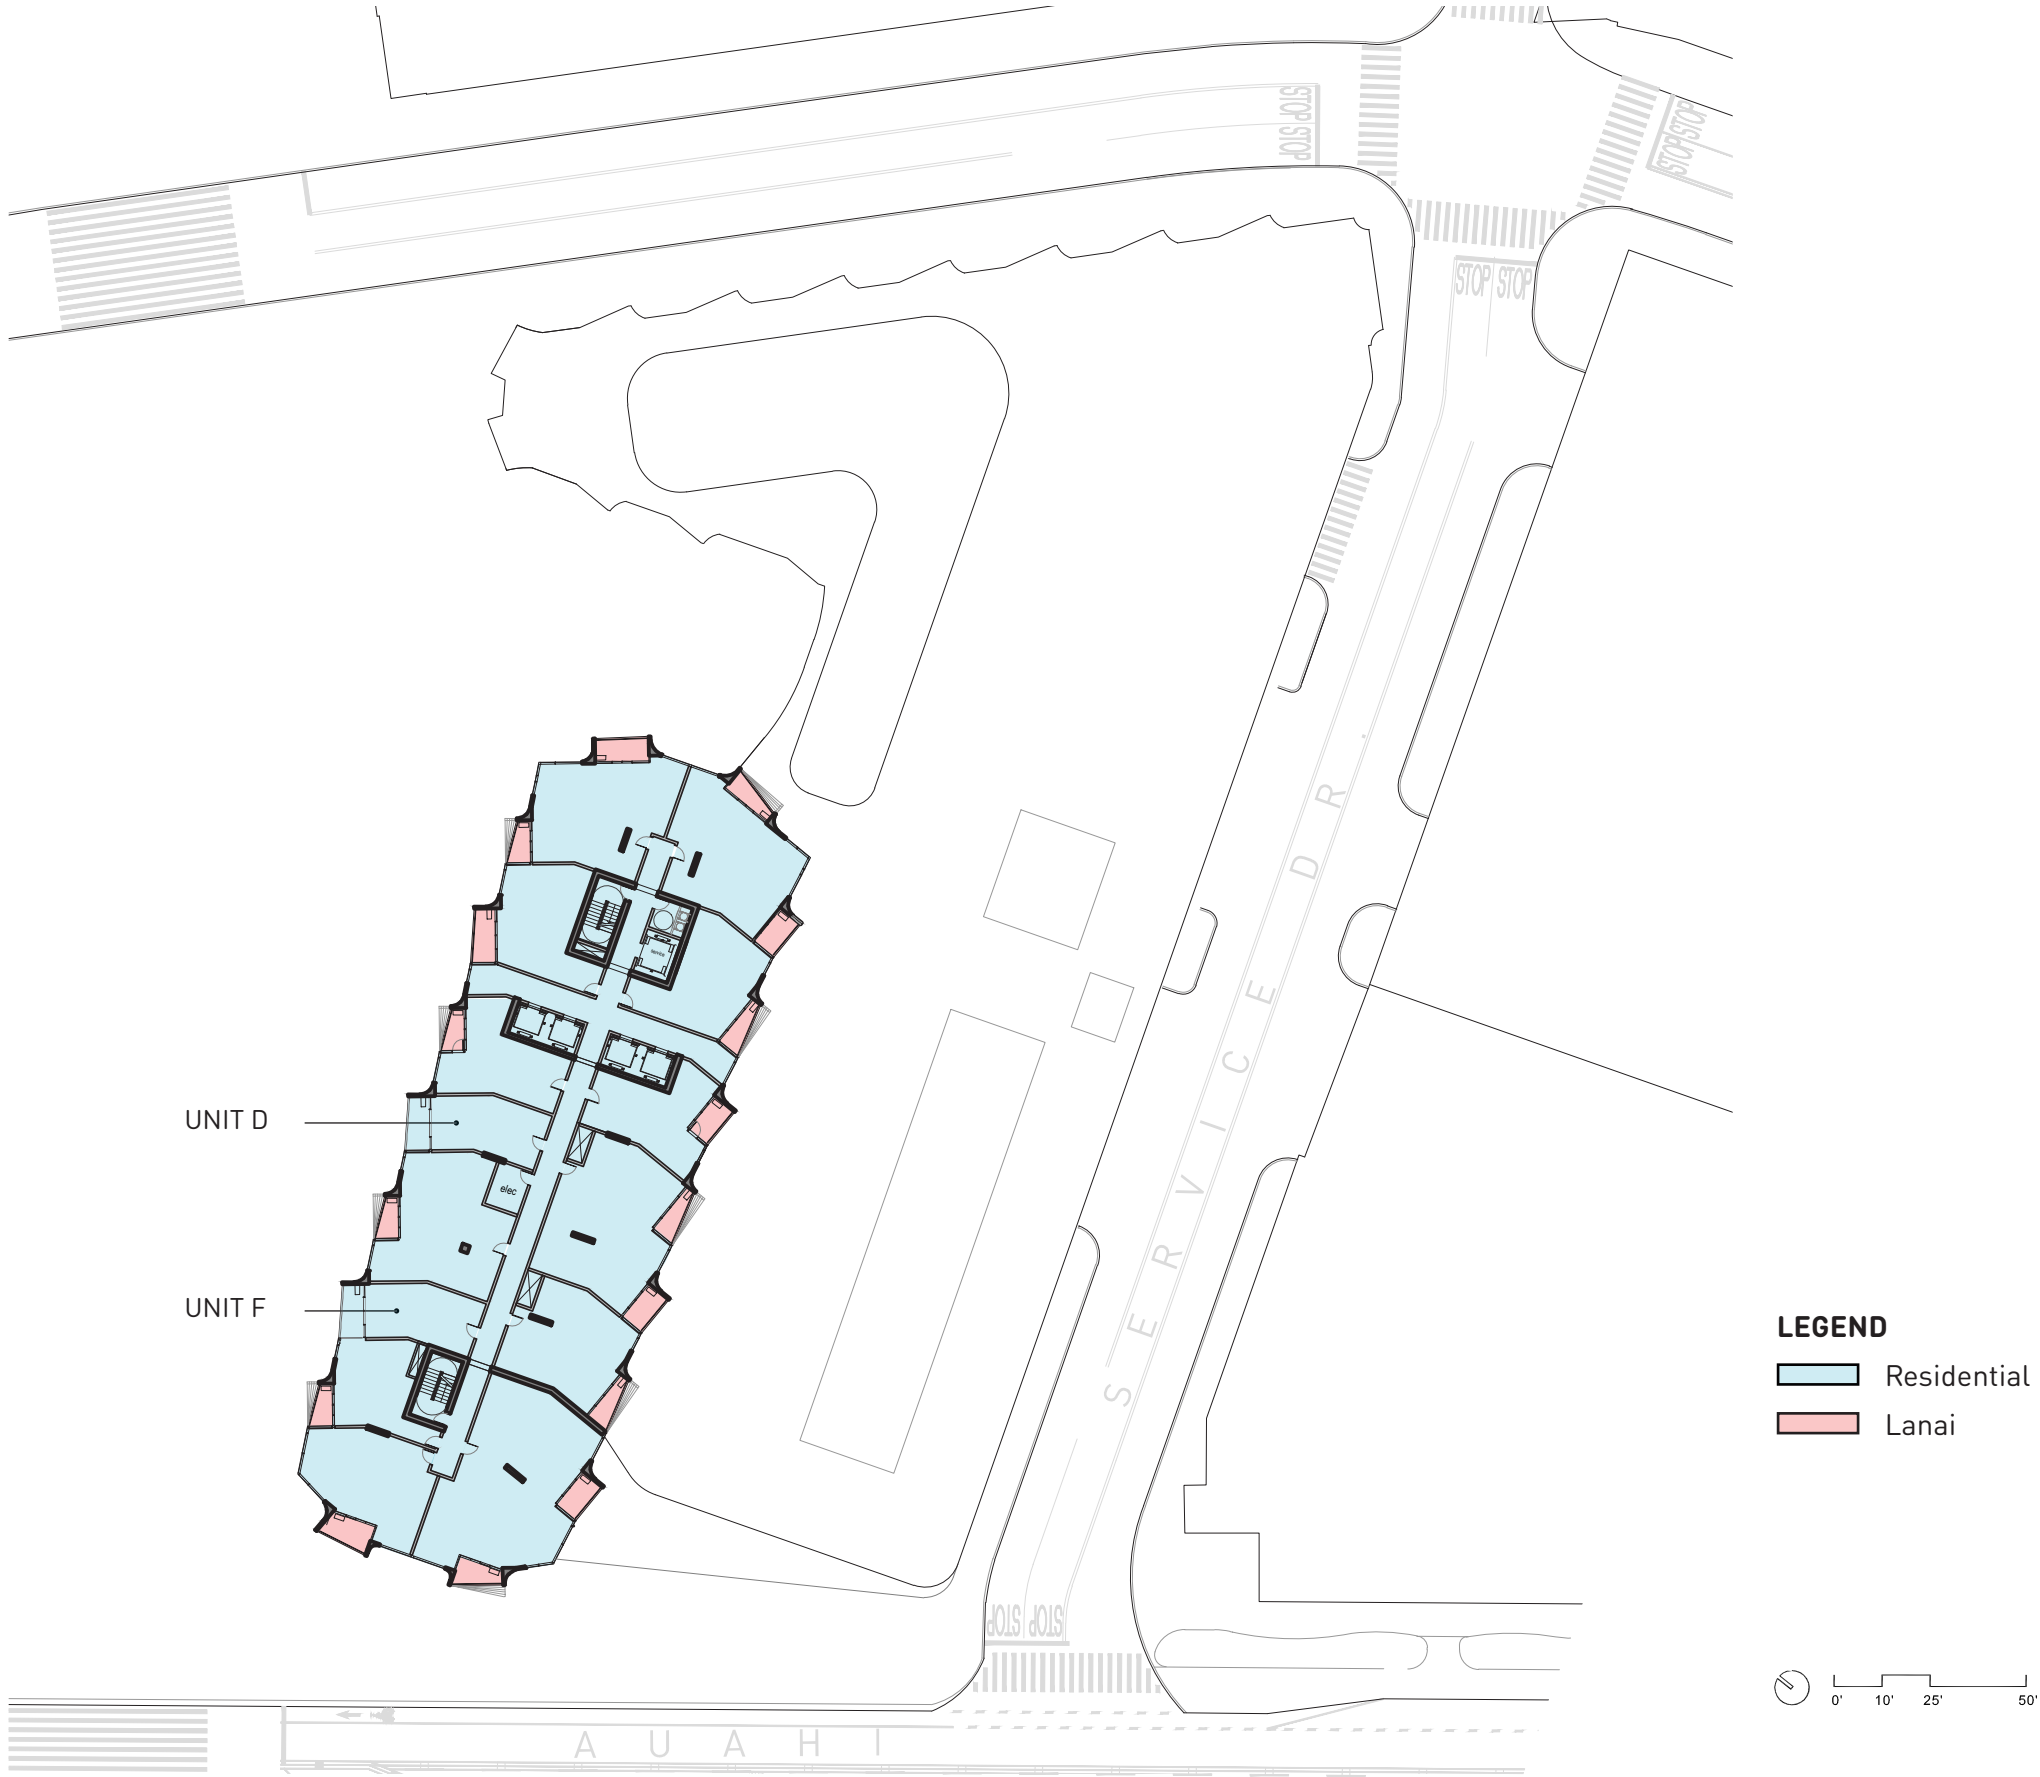 STOP STOP
STOP STOP
STOP STOP
SERVICE DR.
UNIT D
elec
UNIT F
LEGEND
Residential
Lanai
STOP STOP
0' 10' 25' 50'
AUAHI